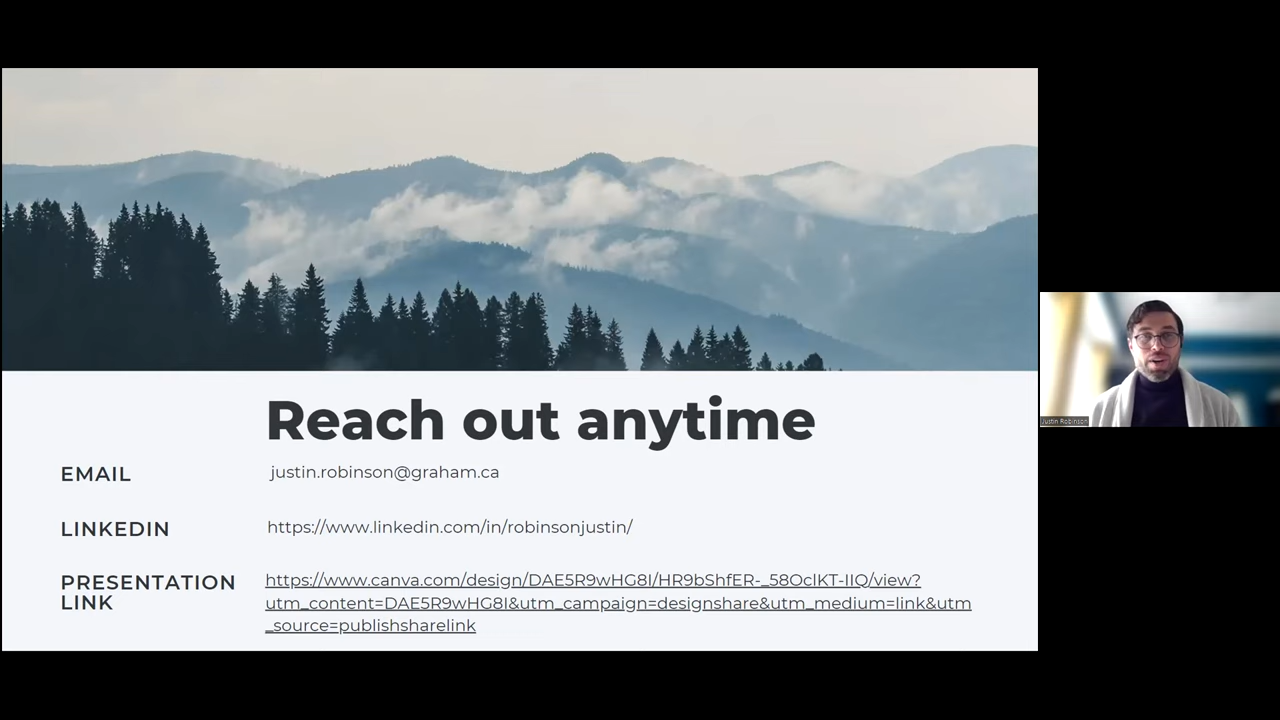 Reach out anytime
EMAIL
justin.robinson@graham.ca
LINKEDIN
https://www.linkedin.com/in/robinsonjustin/
PRESENTATION
LINK
https://www.canva.com/design/DAE5R9wHG8I/HR9bShfER-_58OclKT-IIQ/view?
utm_content=DAE5R9wHG8I&utm_campaign=designshare&utm_medium=link&utm
_source=publishsharelink
Justin Robinson